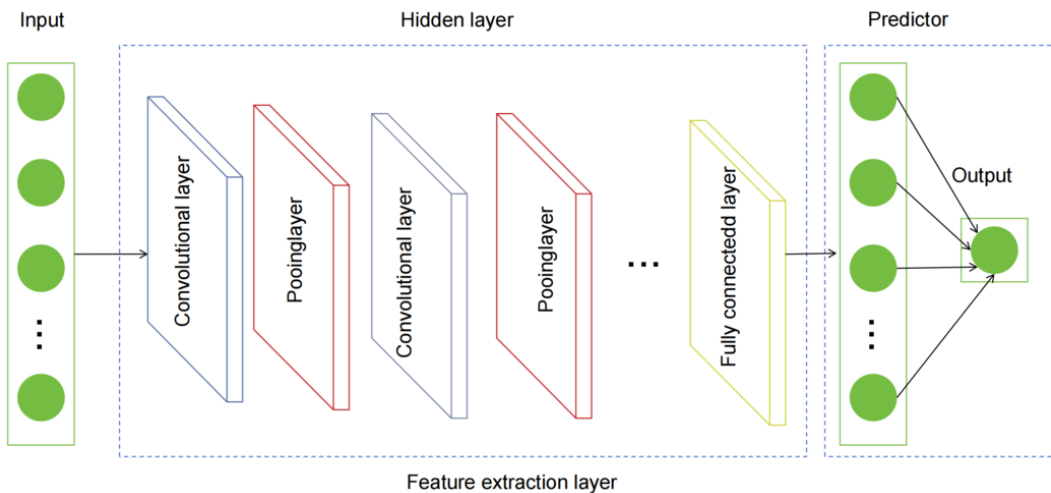 Input
Hidden layer
Predictor
Convolutional layer
Pooinglayer
Convolutional layer
Pooinglayer
...
Fully connectedd layer
Output
...
...
Feature extraction layer